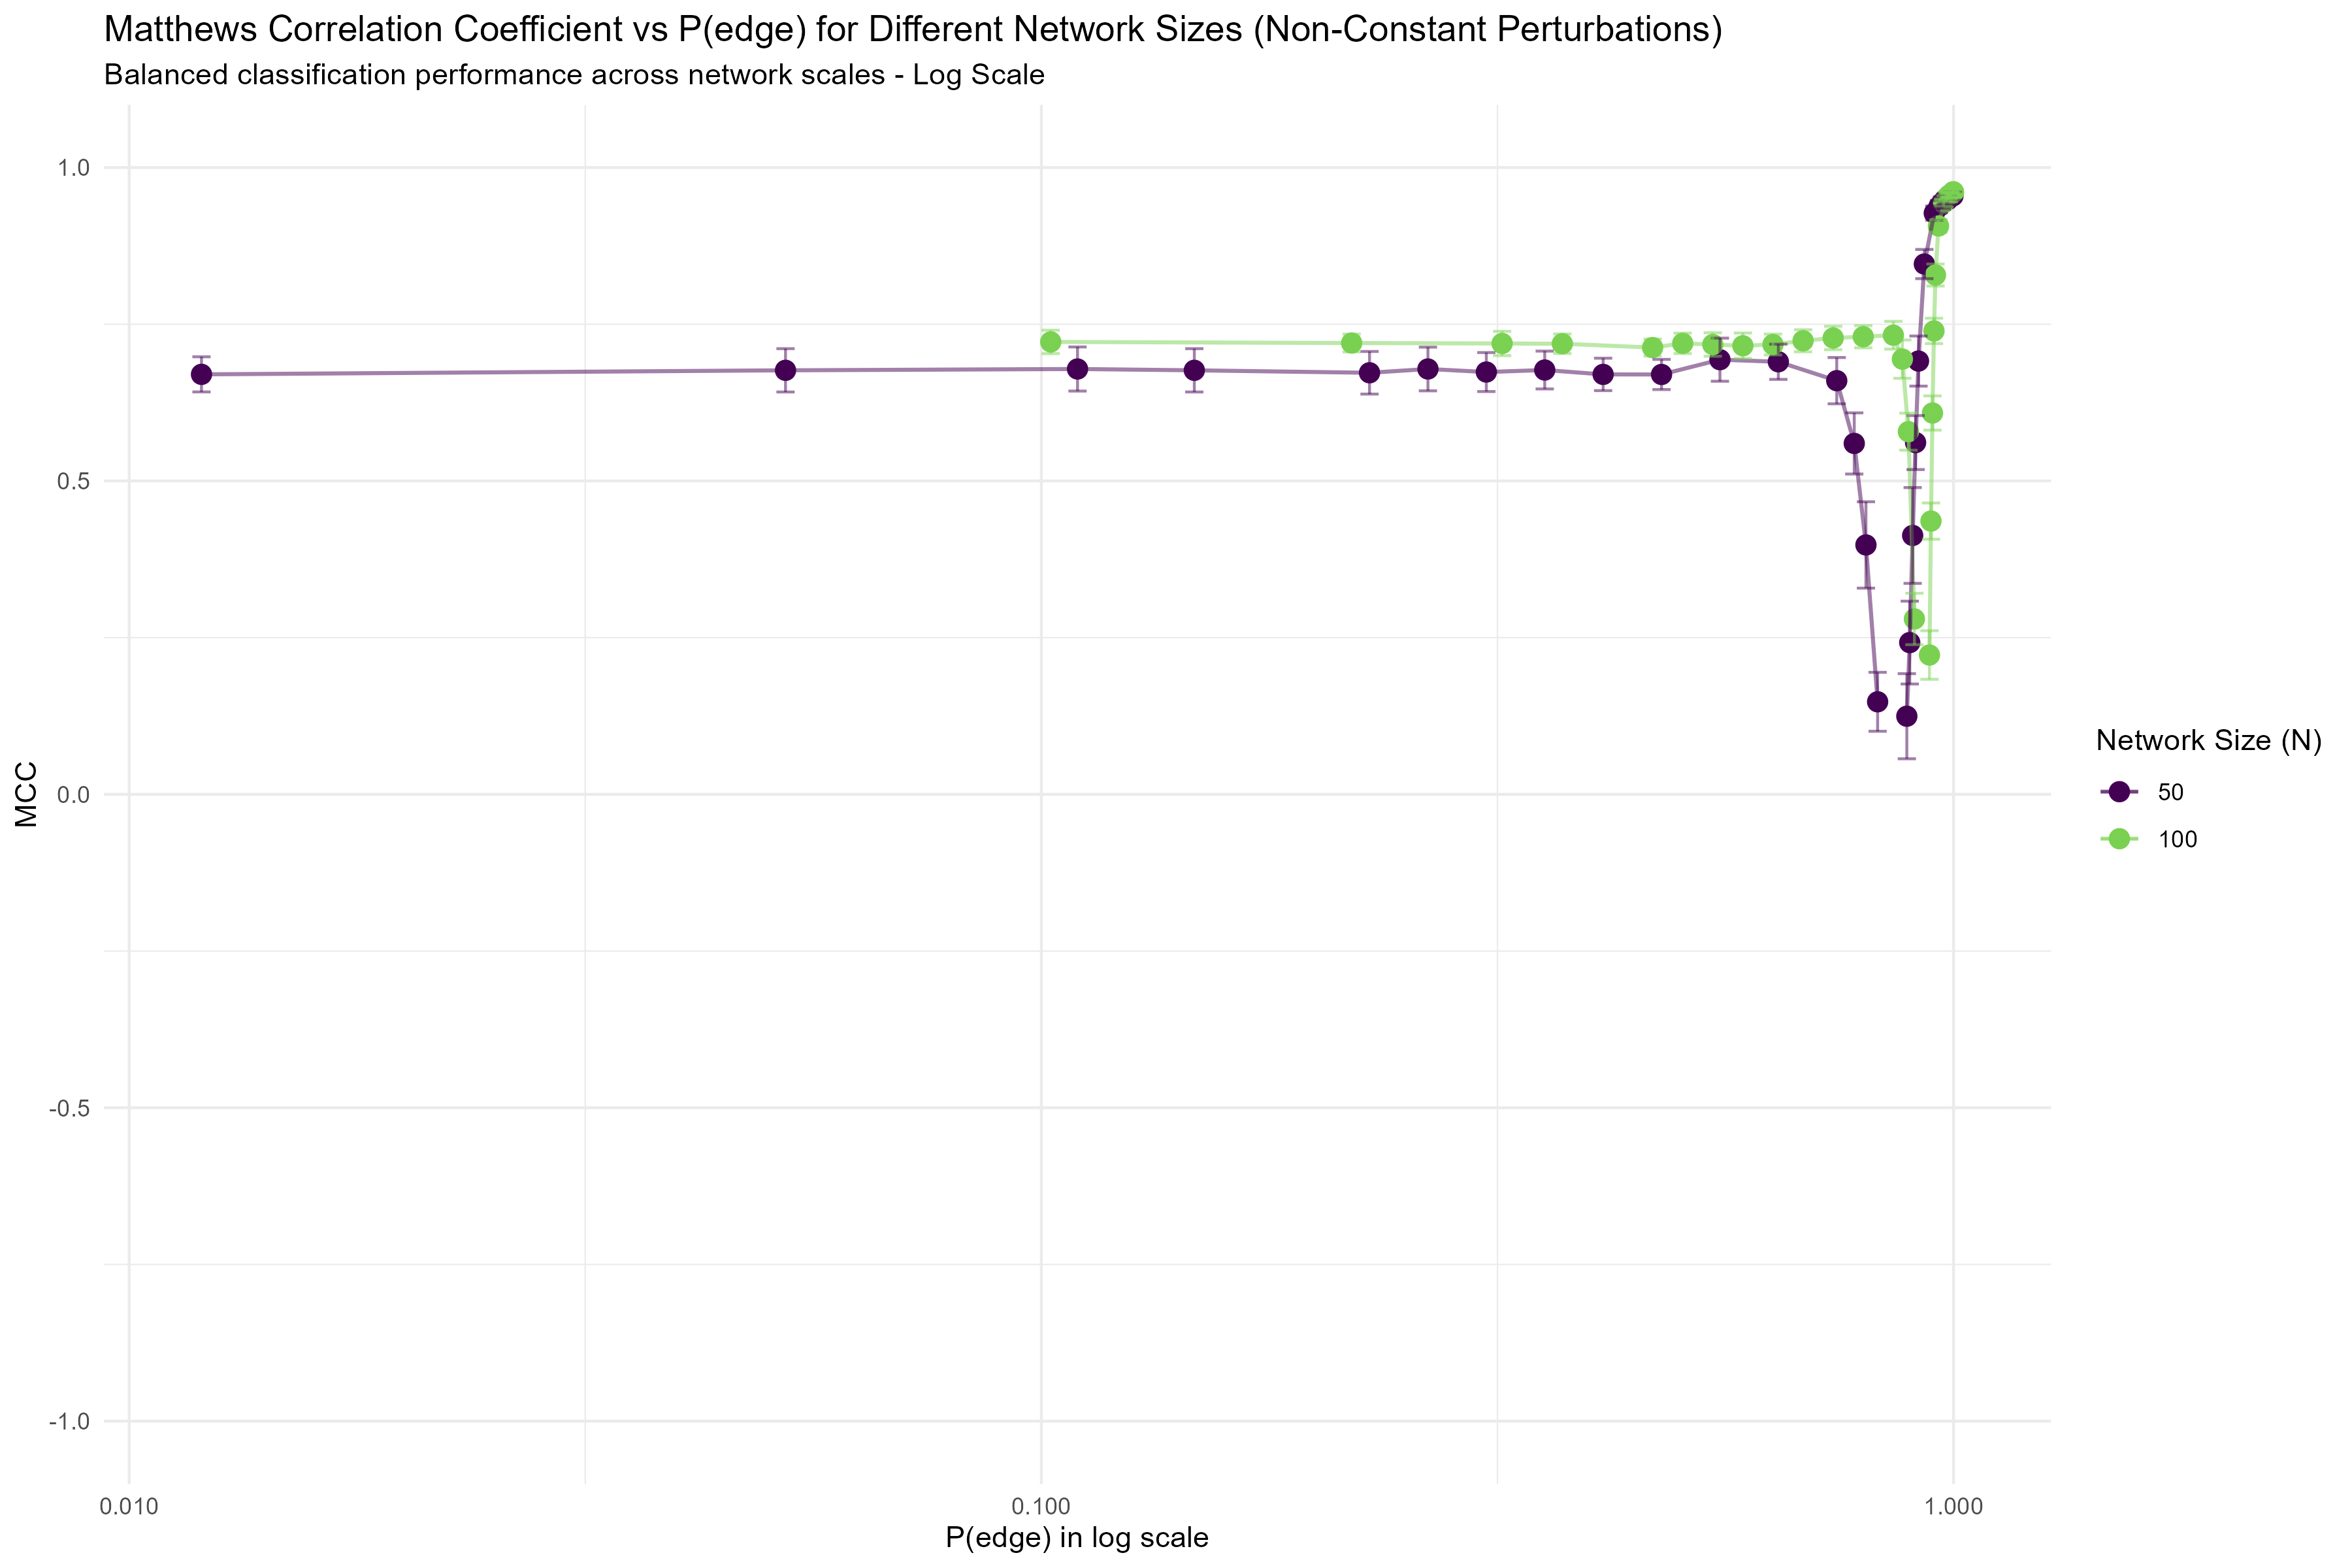 Matthews Correlation Coefficient vs P(edge) for Different Network Sizes (Non-Constant Perturbations)
Balanced classification performance across network scales - Log Scale
1.0
0.5
0.0
-0.5
-1.0
MCC
0.010
0.100
1.000
P(edge) in log scale
Network Size (N)
50
100